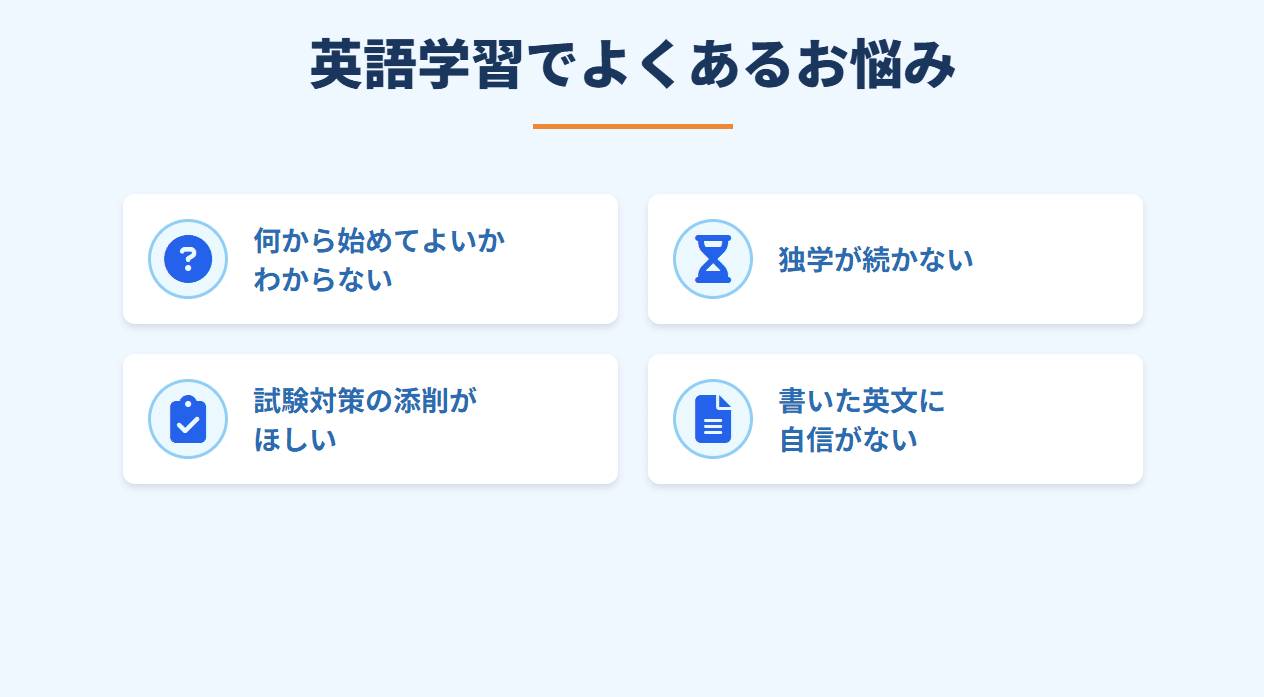 英語学習でよくあるお悩み
何から始めてよいか
わからない
独学が続かない
試験対策の添削が
ほしい
書いた英文に
自信がない